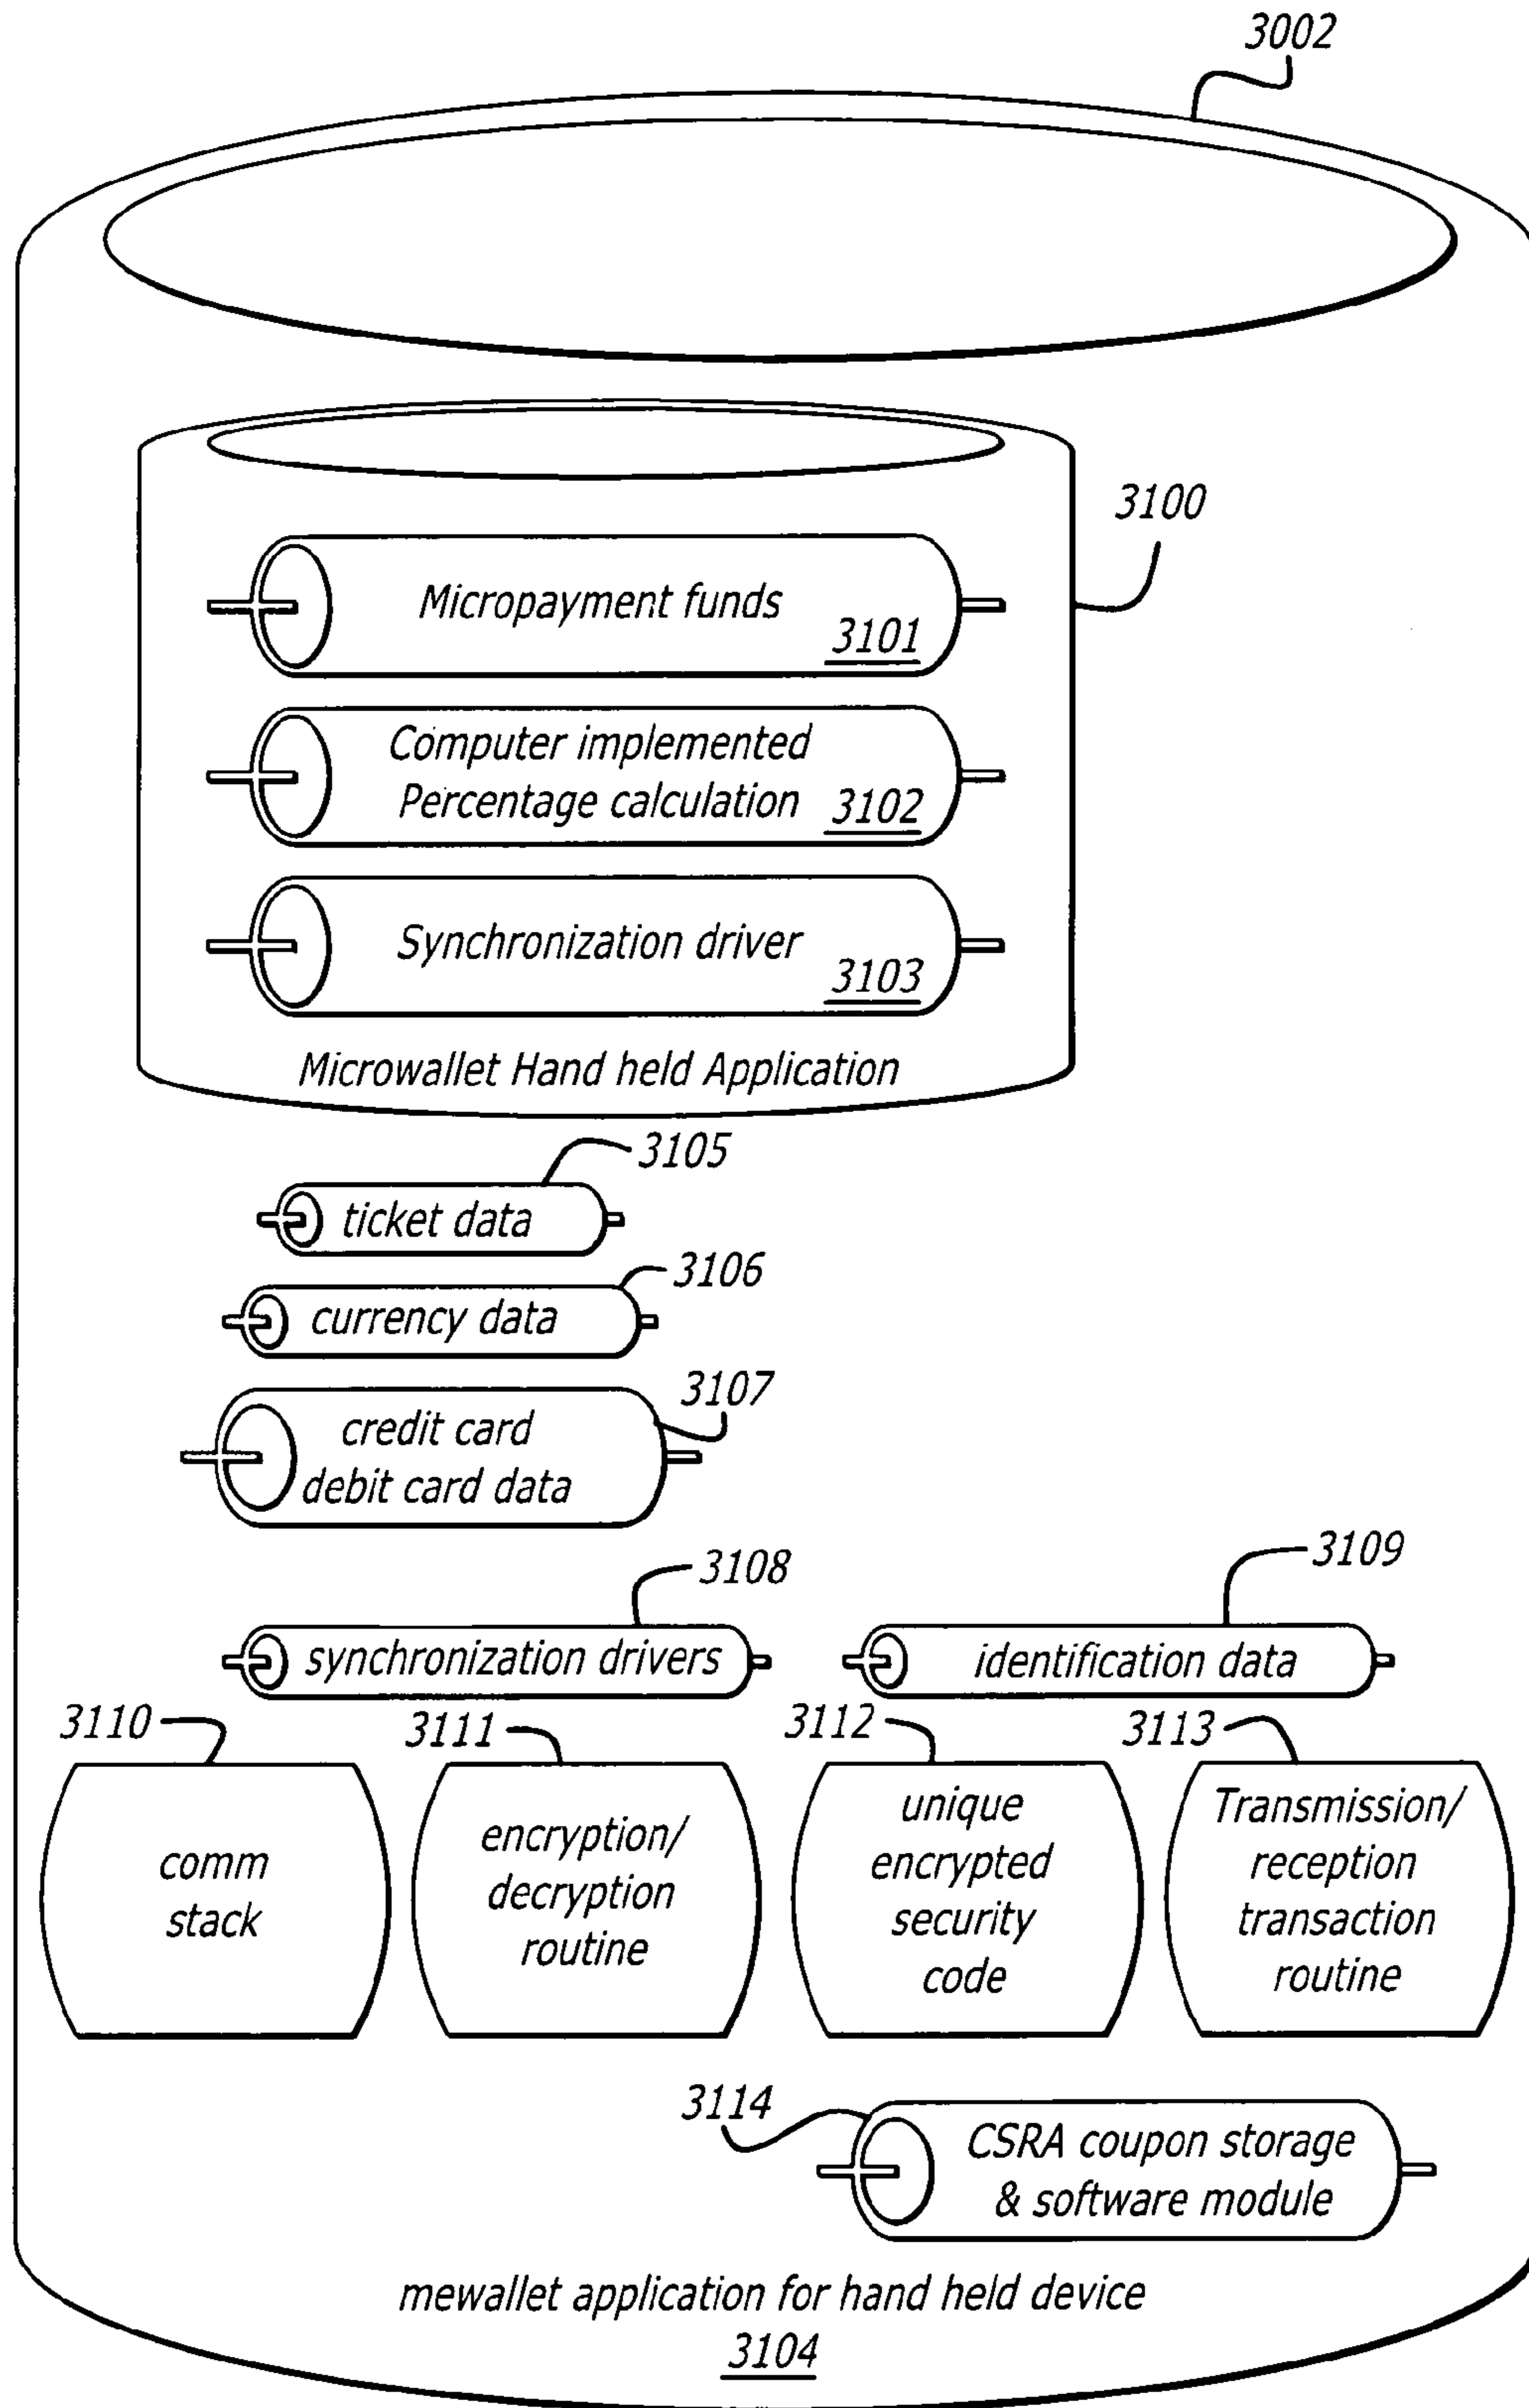 3002
3100
Micropayment funds
3101
Computer implemented
Percentage calculation 3102
Synchronization driver
3103
Microwallet Hand held Application
3105
ticket data
3106
currency data
3107
credit card
debit card data
3108
3109
synchronization drivers
identification data
3110
3111
3112
3113
comm
stack
encryption/
decryption
routine
unique
encrypted
security
code
Transmission/
reception
transaction
routine
3114
CSRA coupon storage
& software module
mewallet application for hand held device
3104